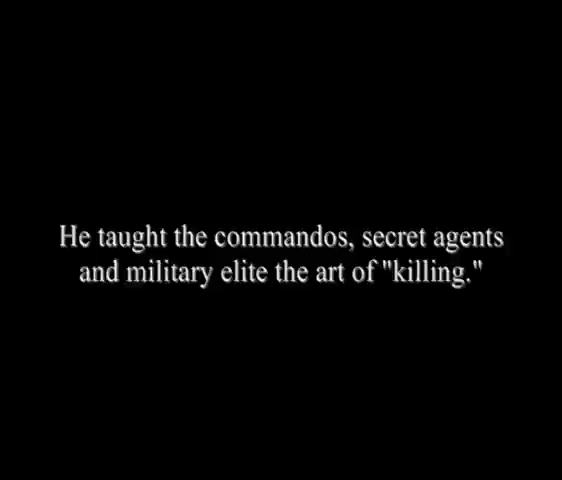 He taught the commandos, secret agents
and military elite the art of "killing."